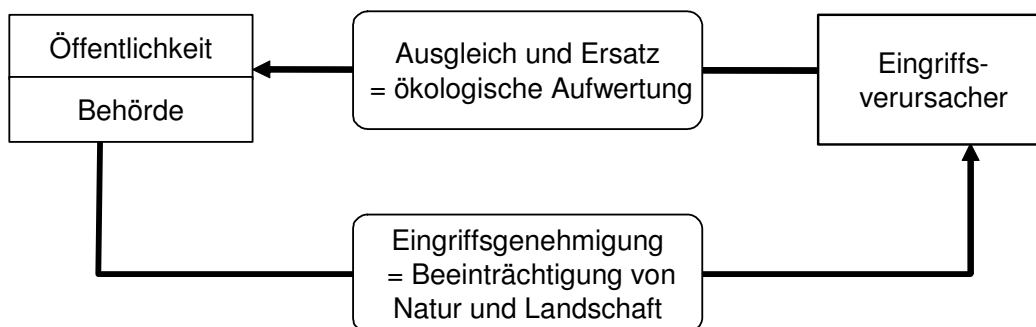 Öffentlichkeit
Behörde
Ausgleich und Ersatz
= ökologische Aufwertung
Eingriffs-
verursacher
Eingriffsgenehmigung
= Beeinträchtigung von
Natur und Landschaft